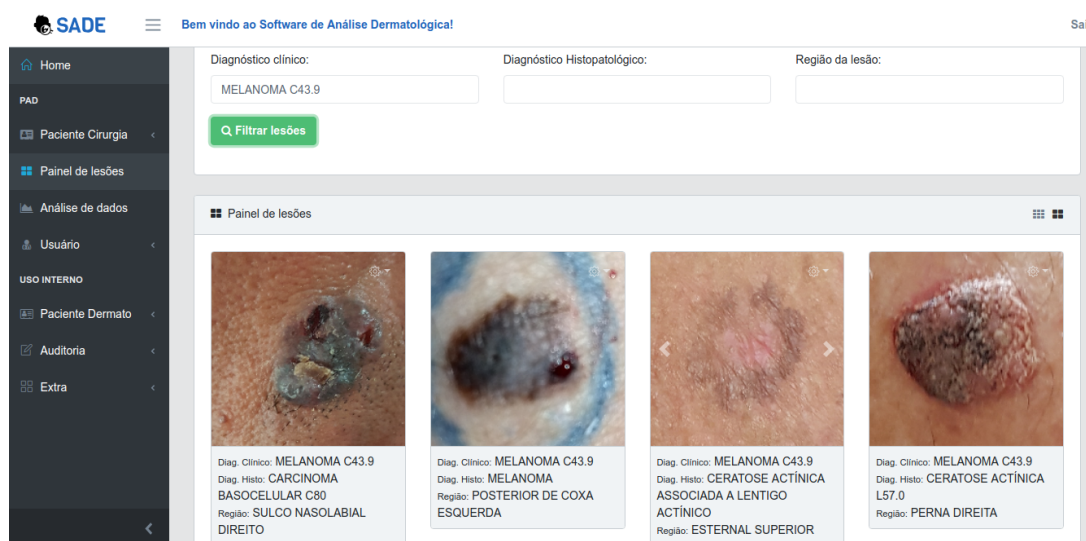 SADE
Bem vindo ao Software de Análise Dermatológica!
Home
PAD
Paciente Cirurgia
Painel de lesões
Análise de dados
Usuário
USO INTERNO
Paciente Dermato
Auditoria
Extra
Diagnóstico clínico:
Diagnóstico Histopatológico:
Região da lesão:
MELANOMA C43.9
Filtrar lesões
Painel de lesões
Diag. Clínico: MELANOMA C43.9
Diag. Histo: CARCINOMA
BASOCELULAR C80
Região: SULCO NASOLABIAL
DIREITO
Diag. Clínico: MELANOMA C43.9
Diag. Histo: MELANOMA
Região: POSTERIOR DE COXA
ESQUERDA
Diag. Clínico: MELANOMA C43.9
Diag. Histo: CERATOSE ACTÍNICA
ASSOCIADA A LENTIGO
ACTÍNICO
Região: ESTERNAL SUPERIOR
Diag. Clínico: MELANOMA C43.9
Diag. Histo: CERATOSE ACTÍNICA
L57.0
Região: PERNA DIREITA